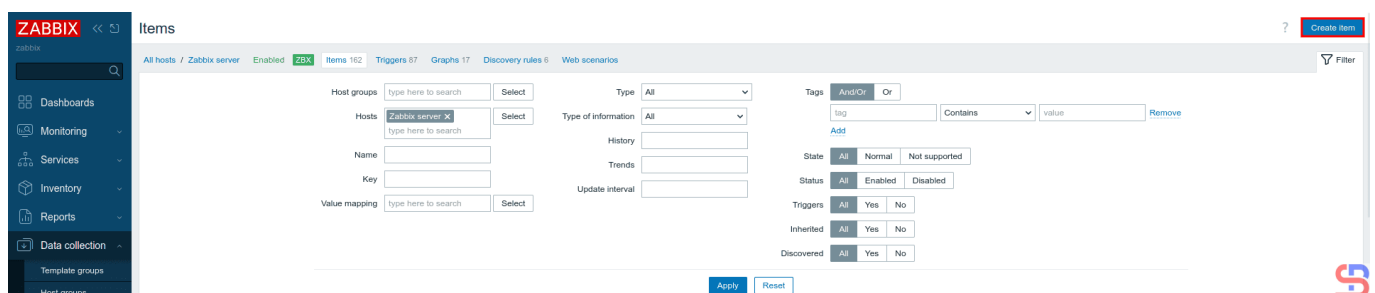 ZABBIX
zabbix
Dashboards
Monitoring
Services
Inventory
Reports
Data collection
Template groups
Host groups
Items
? Create item
All hosts / Zabbix server Enabled ZBX Items 162 Triggers 87 Graphs 17 Discovery rules 6 Web scenarios Filter
Host groups type here to search Select Type All Tags And/Or Or
tag Contains value Remove
Hosts Zabbix server X Select Type of information All
type here to search Add
History
Name State All Normal Not supported
Trends
Key Status All Enabled Disabled
Update interval
Value mapping type here to search Select Triggers All Yes No
Inherited All Yes No
Discovered All Yes No
Apply Reset